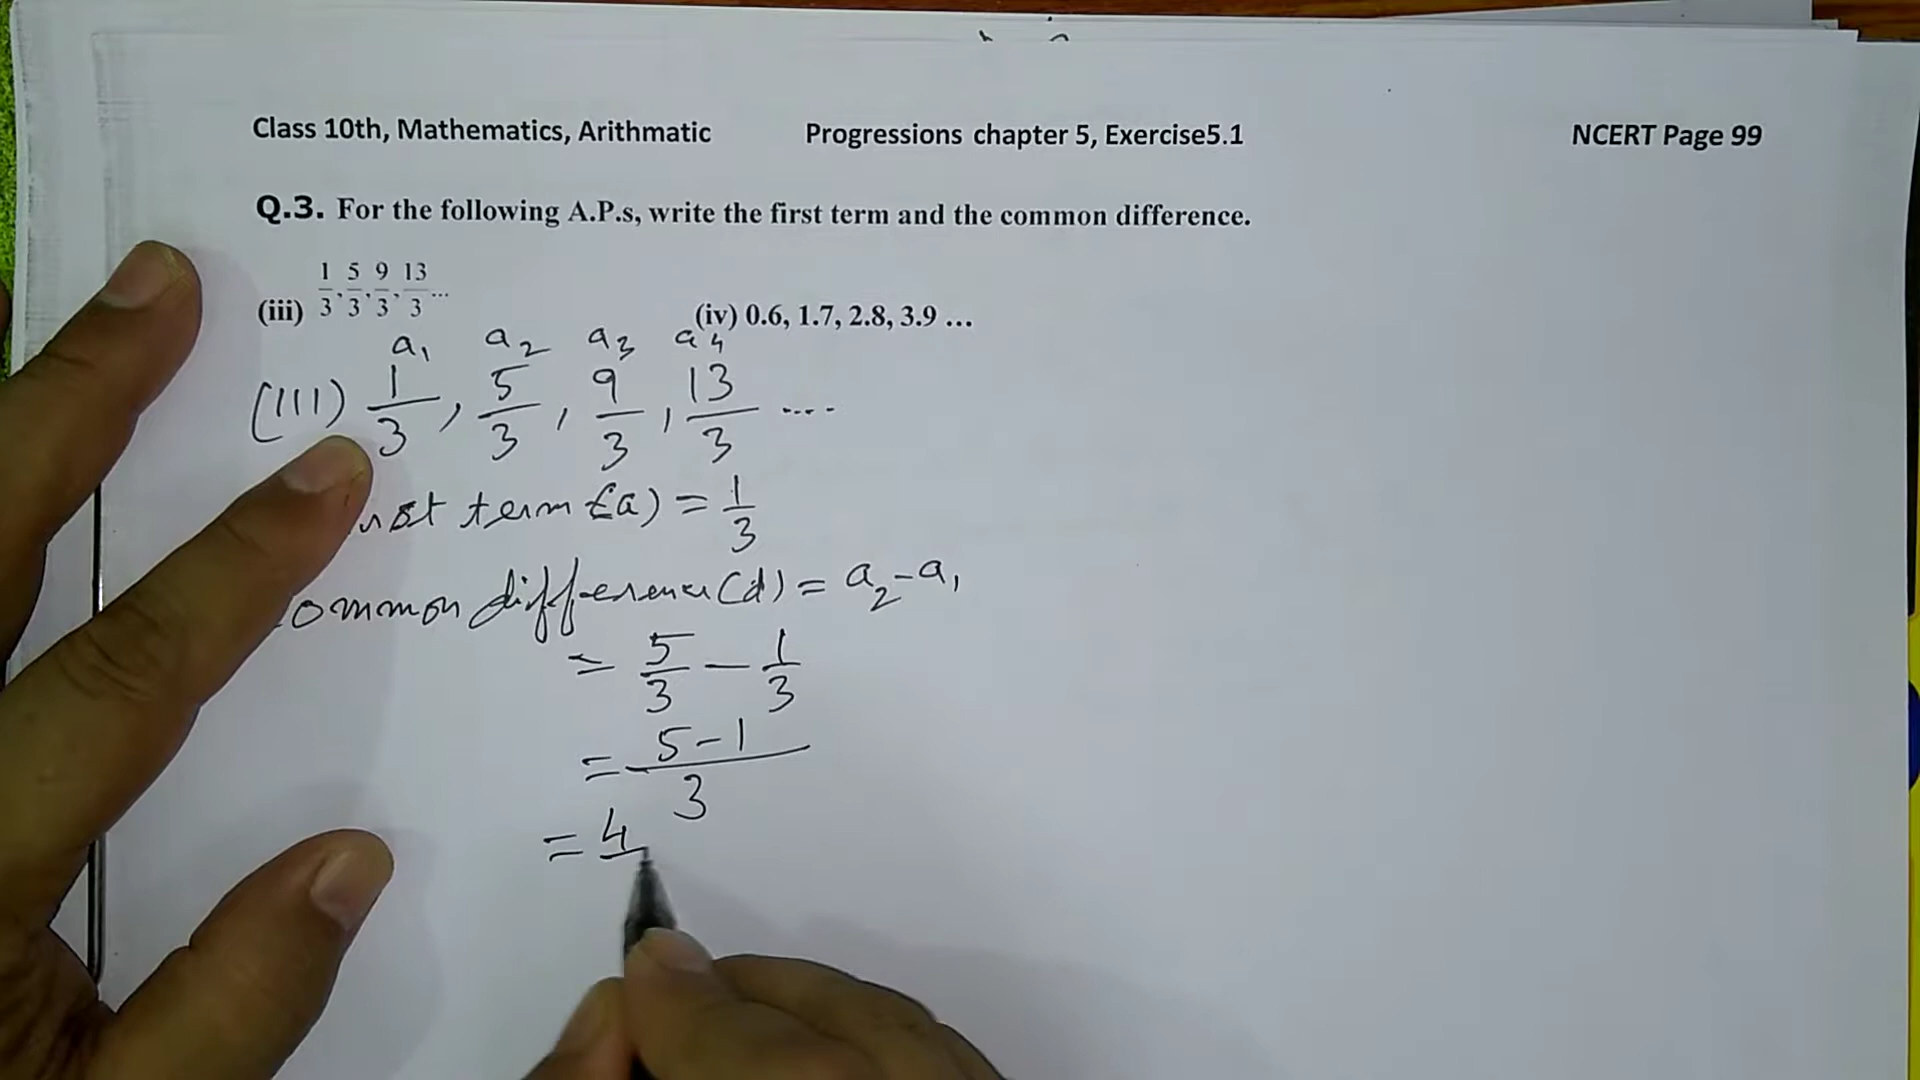 Class 10th, Mathematics, Arithmatic Progressions chapter 5, Exercise5.1 NCERT Page 99
Q.3. For the following A.P.s, write the first term and the common difference.
(iii) 1/3, 5/3, 9/3, 13/3 ... (iv) 0.6, 1.7, 2.8, 3.9 ...
a₁ a₂ a₃ a₄
(III) 1/3, 5/3, 9/3, 13/3 ....
term (a) = 1/3
ommon difference (d) = a₂ - a₁
= 5/3 - 1/3
= 5-1/3
= 4